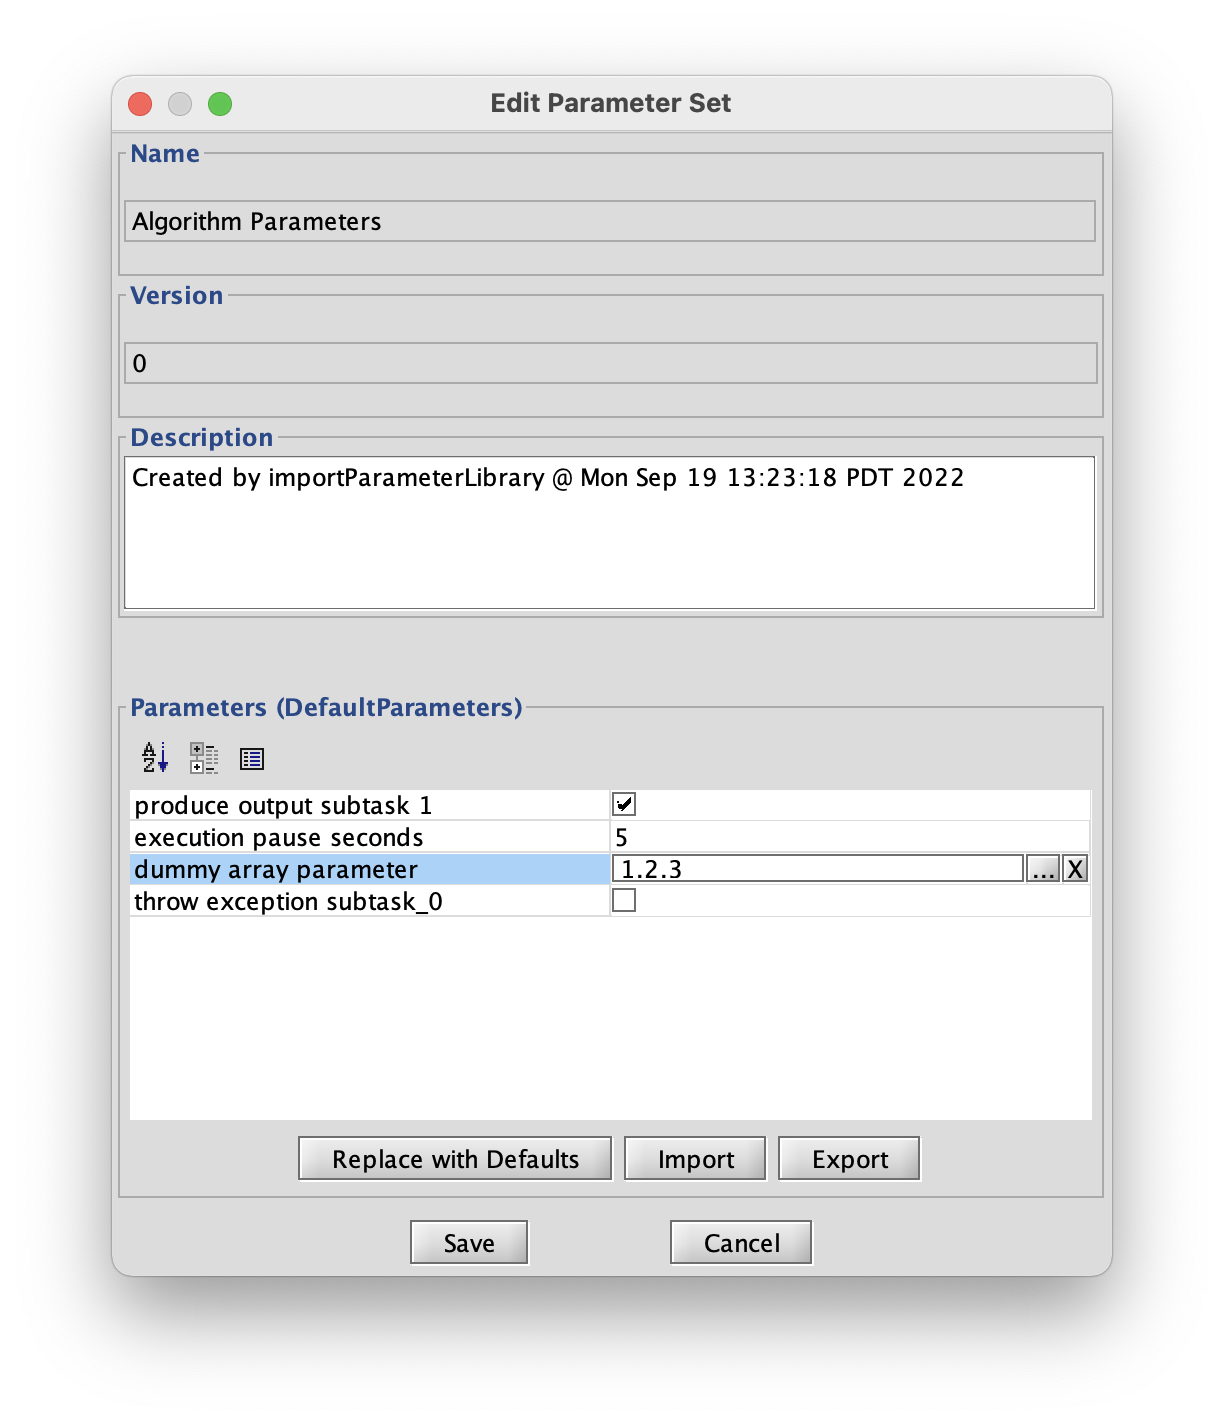 Edit Parameter Set
Name
Algorithm Parameters
Version
0
Description
Created by importParameterLibrary @ Mon Sep 19 13:23:18 PDT 2022
Parameters (DefaultParameters)
A
Z
produce output subtask 1
execution pause seconds 5
dummy array parameter 1.2.3 ... X
throw exception subtask_0
Replace with Defaults Import Export
Save Cancel